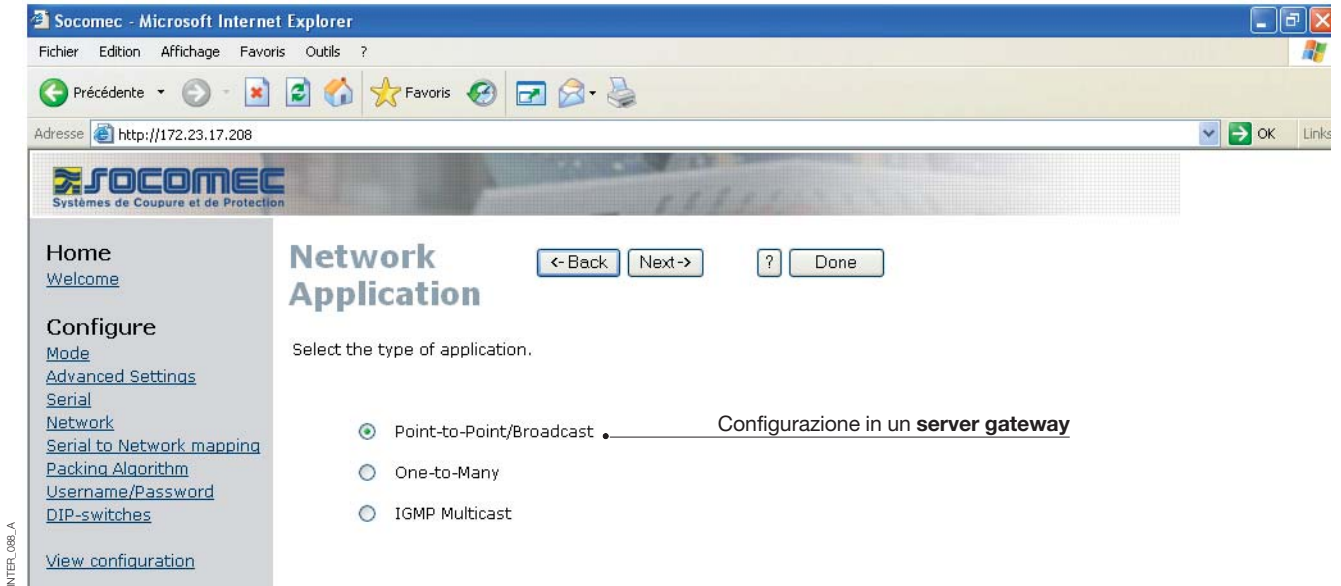 Socomec - Microsoft Internet Explorer
Fichier Edition Affichage Favoris Outils ?
Précédente Favoris
Adresse http://172.23.17.208 OK Links
SOCOMEC
Systèmes de Coupure et de Protection
Home
Welcome
Configure
Mode
Advanced Settings
Serial
Network
Serial to Network mapping
Packing Algorithm
Username/Password
DIP-switches
View configuration
Network
Application
<-Back Next-> ? Done
Select the type of application.
Point-to-Point/Broadcast Configurazione in un server gateway
One-to-Many
IGMP Multicast
INTER_088_A